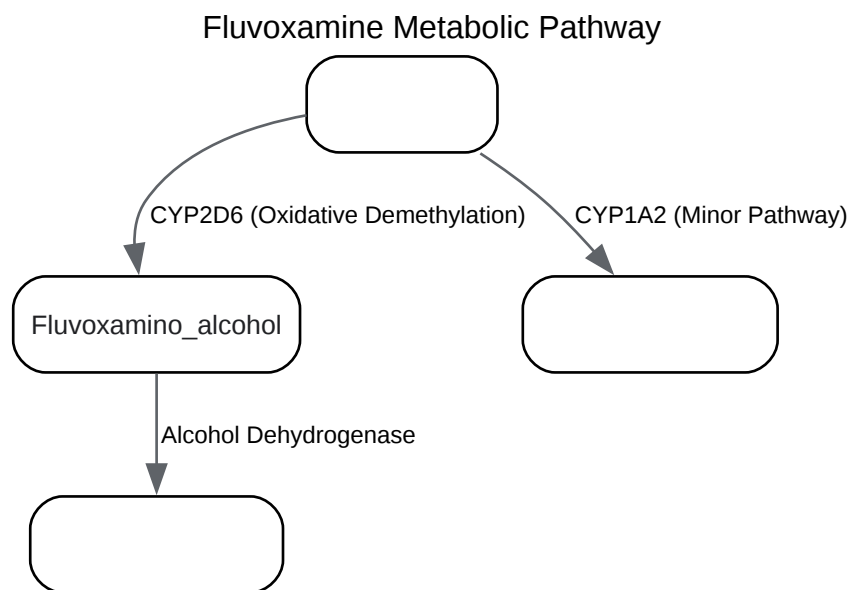 Fluvoxamine Metabolic Pathway
CYP2D6 (Oxidative Demethylation)
CYP1A2 (Minor Pathway)
Fluvoxamino_alcohol
Alcohol Dehydrogenase